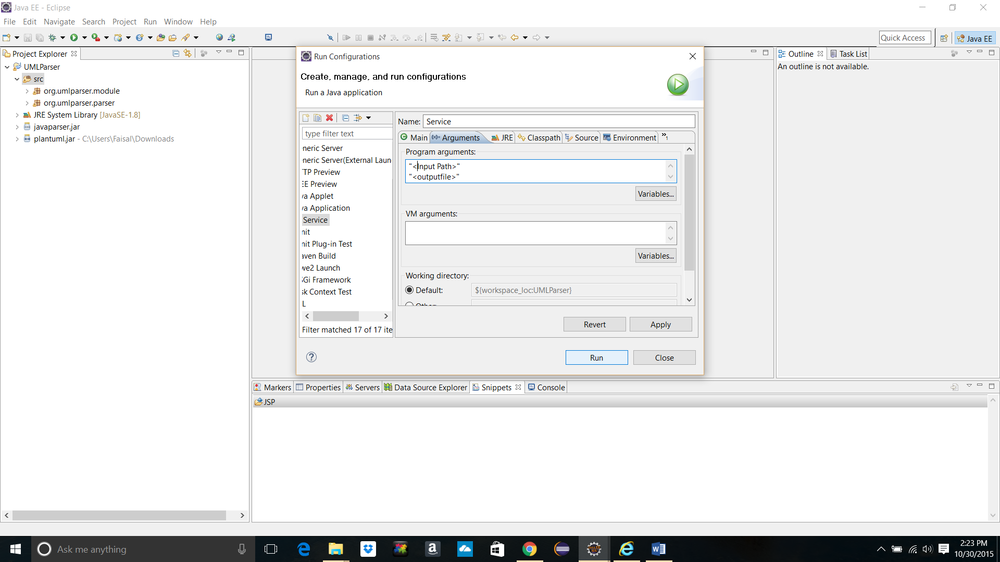 Java EE - Eclipse
File Edit Navigate Search Project Run Window Help
Quick Access
Java EE
Project Explorer
UMLParser
src
org.umlparser.module
org.umlparser.parser
JRE System Library [JavaSE-1.8]
javaparser.jar
plantuml.jar - C:\Users\Faisal\Downloads
Run Configurations
Create, manage, and run configurations
Run a Java application
type filter text
neric Server
neric Server(External Laun
TP Preview
EE Preview
va Applet
va Application
Service
nit
nit Plug-in Test
aven Build
we2 Launch
Gi Framework
sk Context Test
L
Filter matched 17 of 17 ite
Name: Service
Main Arguments JRE Classpath Source Environment »1
Program arguments:
"<Input Path>"
"<outputfile>"
Variables...
VM arguments:
Variables...
Working directory:
Default: ${workspace_loc:UMLParser}
Other:
Revert Apply
Run Close
Outline Task List
An outline is not available.
Markers Properties Servers Data Source Explorer Snippets Console
JSP
Ask me anything
2:23 PM
10/30/2015